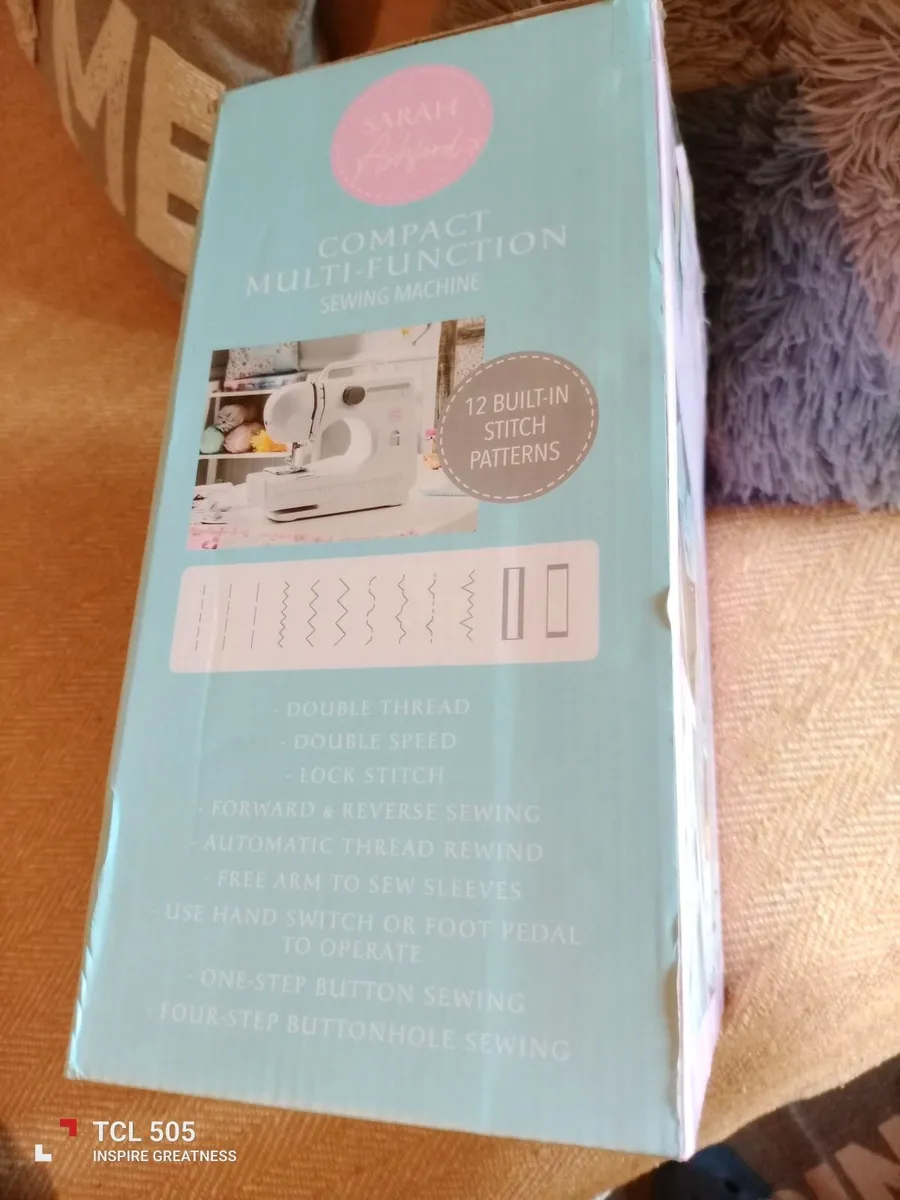 ME
SARAH
Ashford
COMPACT
MULTI-FUNCTION
SEWING MACHINE
12 BUILT-IN
STITCH
PATTERNS
- DOUBLE THREAD
- DOUBLE SPEED
- LOCK STITCH
- FORWARD & REVERSE SEWING
- AUTOMATIC THREAD REWIND
- FREE ARM TO SEW SLEEVES
- USE HAND SWITCH OR FOOT PEDAL
TO OPERATE
- ONE-STEP BUTTON SEWING
- FOUR-STEP BUTTONHOLE SEWING
TCL 505
INSPIRE GREATNESS